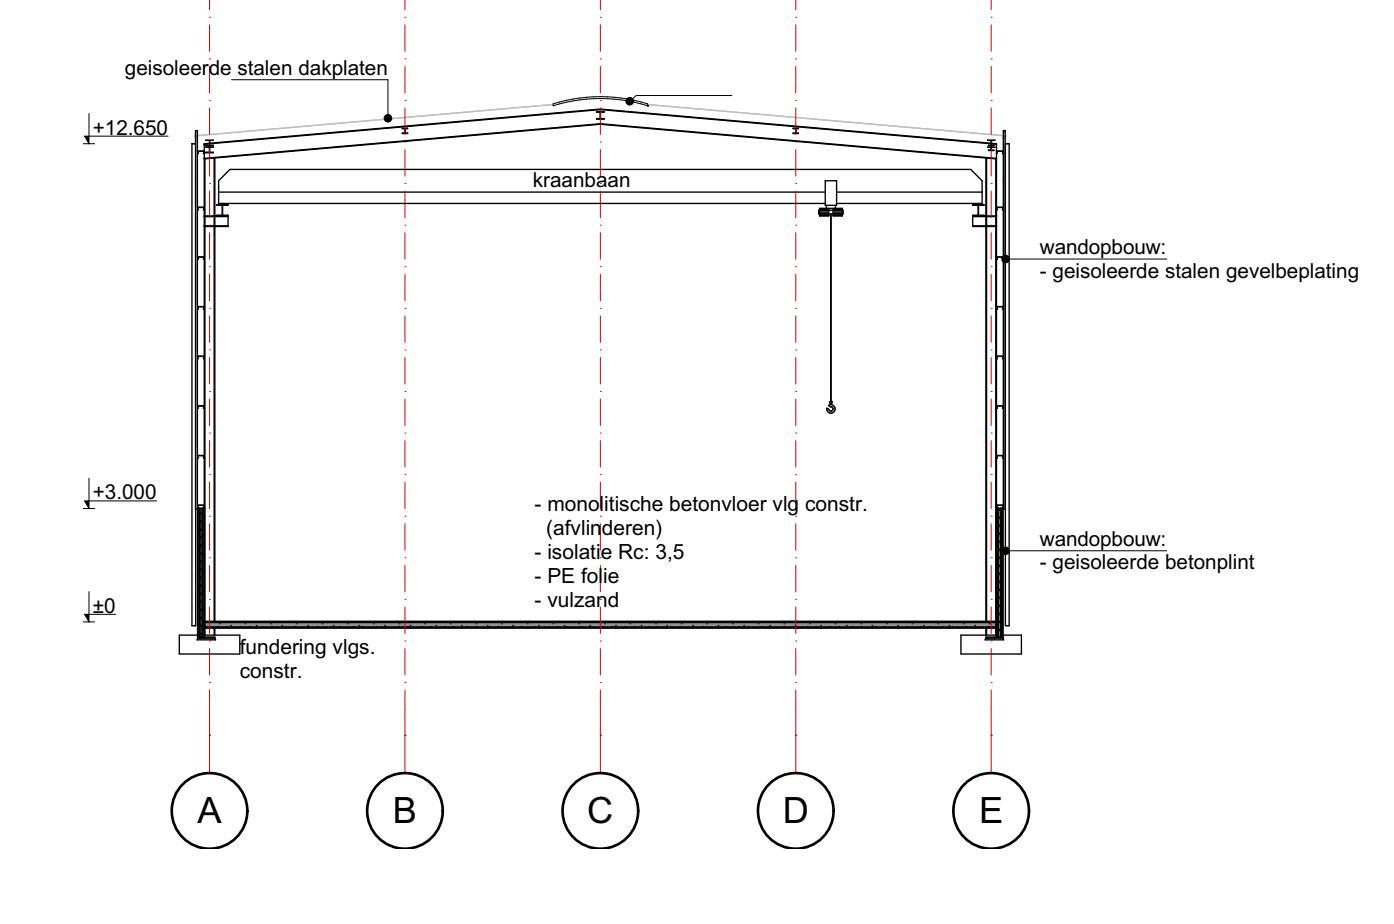 geisoleerde stalen dakplaten
+12.650
kraanbaan
wandopbouw:
- geisoleerde stalen gevelbeplating
+3.000
- monolitische betonvloer vlg constr.
(afvlinderen)
- isolatie Rc: 3,5
- PE folie
- vulzand
wandopbouw:
- geisoleerde betonplint
±0
fundering vlgs.
constr.
A B C D E